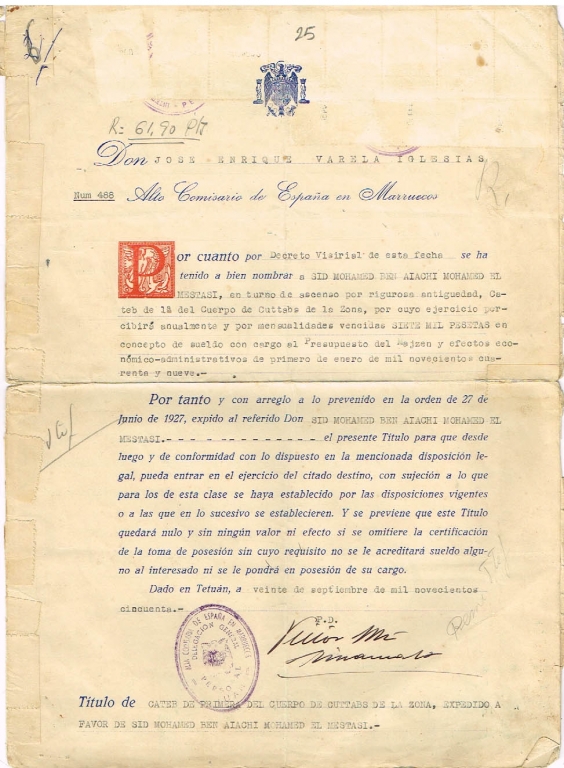 25
R= 61,90 Pts
Don JOSE ENRIQUE VARELA IGLESIAS
R.
Num 488 Alto Comisario de España en Marruecos
Por cuanto por Decreto Visirial de esta fecha se ha
tenido a bien nombrar a SID MOHAMED BEN AIACHI MOHAMED EL
MESTASI, en turno de ascenso por rigurosa antiguedad, Ca-
teb de 1ª del Cuerpo de Cuttabs de la Zona, por cuyo ejercicio per-
cibiré anualmente y por mensualidades vencidas SIETE MIL PESETAS en
concepto de sueldo con cargo al Presupuesto del Majzen y efectos eco-
nómico-administrativos de primero de enero de mil novecientos cua-
renta y nueve.-
Por tanto y con arreglo a lo prevenido en la orden de 27 de
Junio de 1927, expido al referido Don SID MOHAMED BEN AIACHI MOHAMED EL
MESTASI.- - - - - - - - - - - - - - - el presente Título para que desde
luego y de conformidad con lo dispuesto en la mencionada disposición le-
gal, pueda entrar en el ejercicio del citado destino, con sujeción a lo que
para los de esta clase se haya establecido por las disposiciones vigentes
o a las que en lo sucesivo se establecieren. Y se previene que este Título
quedará nulo y sin ningún valor ni efecto si se omitiere la certificación
de la toma de posesión sin cuyo requisito no se le acreditará sueldo algu-
no al interesado ni se le pondrá en posesión de su cargo.
Dado en Tetuán, a veinte de septiembre de mil novecientos
cincuenta.-
P.D.
ALTA COMISARIA DE ESPAÑA EN MARRUECOS
DELEGACION GENERAL
PERSONAL
Título de CATEB DE PRIMERA DEL CUERPO DE CUTTABS DE LA ZONA, EXPEDIDO A
FAVOR DE SID MOHAMED BEN AIACHI MOHAMED EL MESTASI.-